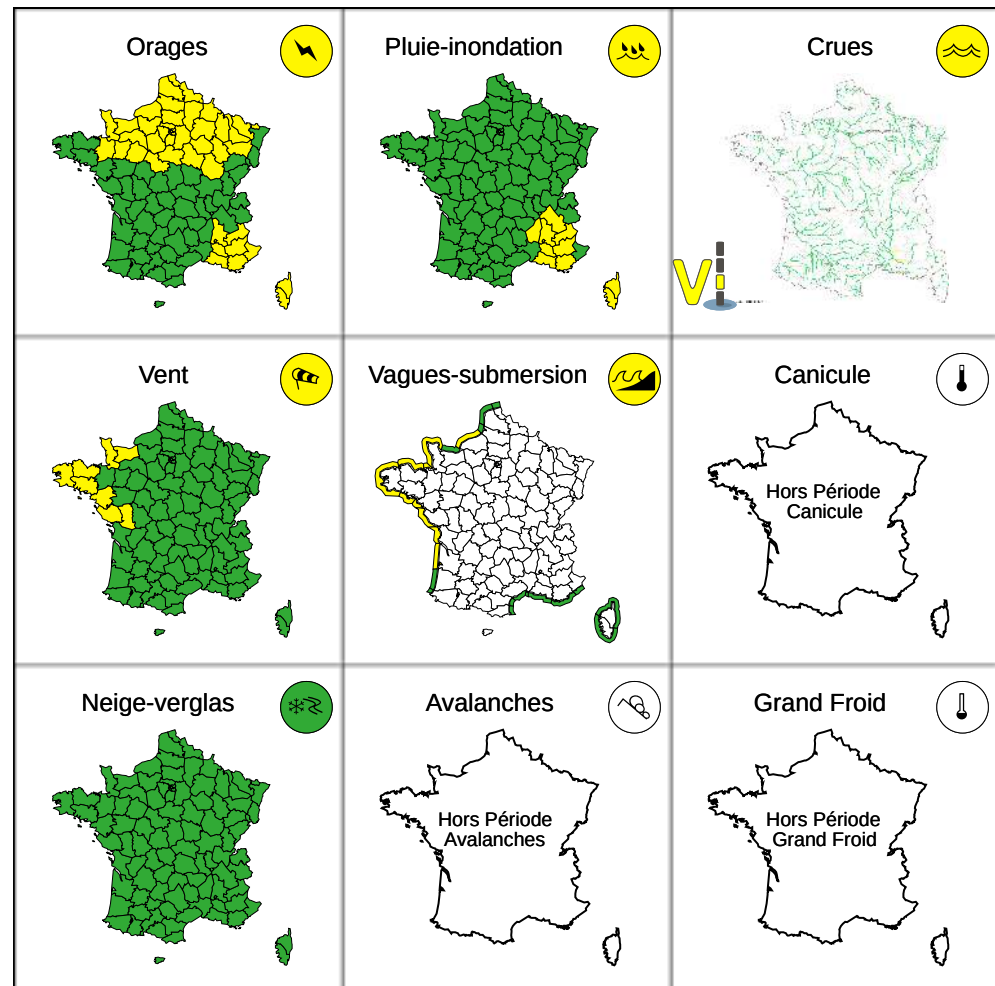 Orages
Pluie-inondation
Crues
Vi
Vent
Vagues-submersion
Canicule
Hors Période
Canicule
Neige-verglas
Avalanches
Hors Période
Avalanches
Grand Froid
Hors Période
Grand Froid